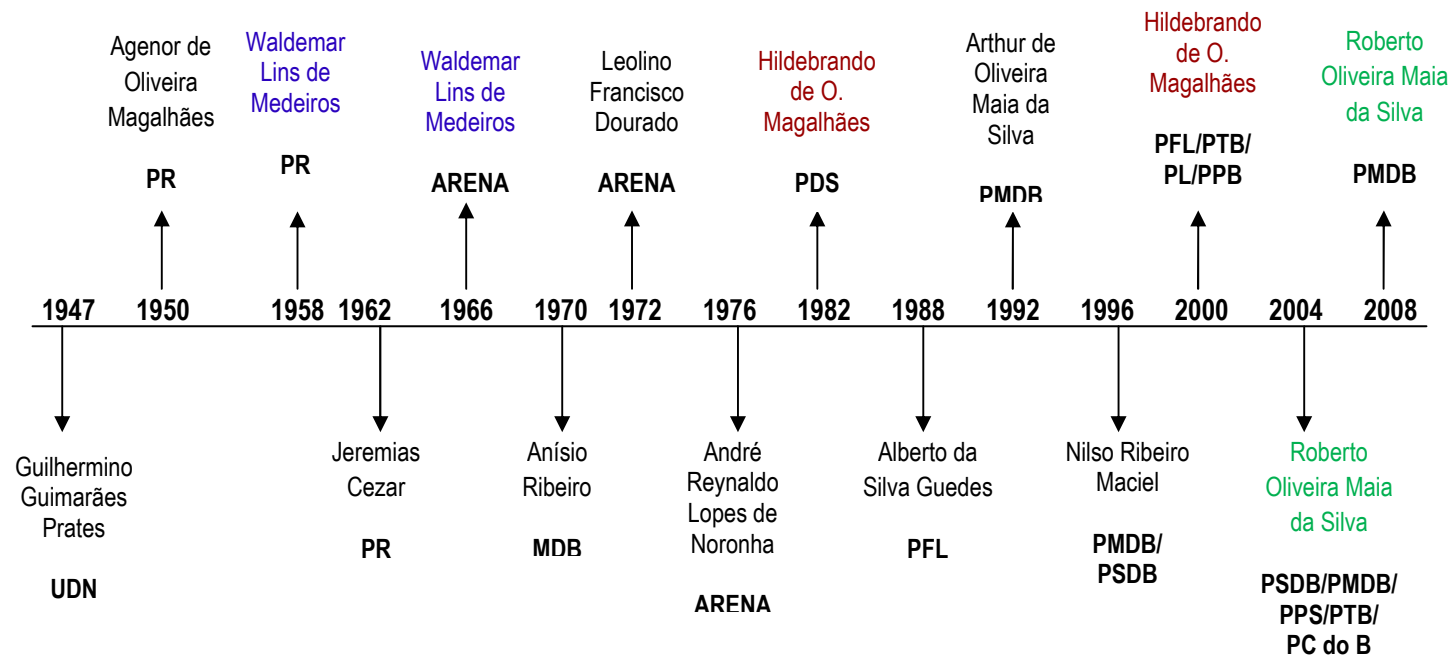 Agenor de
Oliveira
Magalhães
PR
Waldemar
Lins de
Medeiros
PR
Waldemar
Lins de
Medeiros
ARENA
Leolino
Francisco
Dourado
ARENA
Hildebrando
de O.
Magalhães
PDS
Arthur de
Oliveira
Maia da
Silva
PMDB
Hildebrando
de O.
Magalhães
PFL/PTB/
PL/PPB
Roberto
Oliveira Maia
da Silva
PMDB
1947 1950 1958 1962 1966 1970 1972 1976 1982 1988 1992 1996 2000 2004 2008
Guilhermino
Guimarães
Prates
UDN
Jeremias
Cezar
PR
Anísio
Ribeiro
MDB
André
Reynaldo
Lopes de
Noronha
ARENA
Alberto da
Silva Guedes
PFL
Nilso Ribeiro
Maciel
PMDB/
PSDB
Roberto
Oliveira Maia
da Silva
PSDB/PMDB/
PPS/PTB/
PC do B